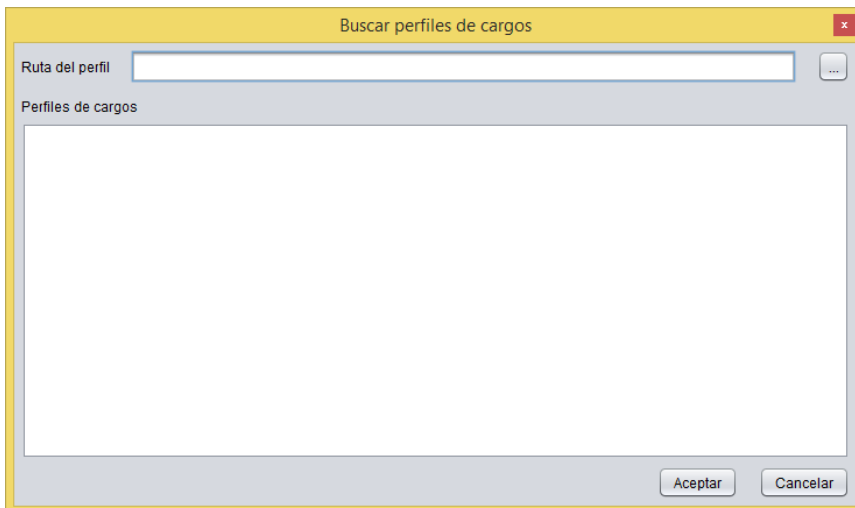 Buscar perfiles de cargos
x
Ruta del perfil
...
Perfiles de cargos
Aceptar Cancelar